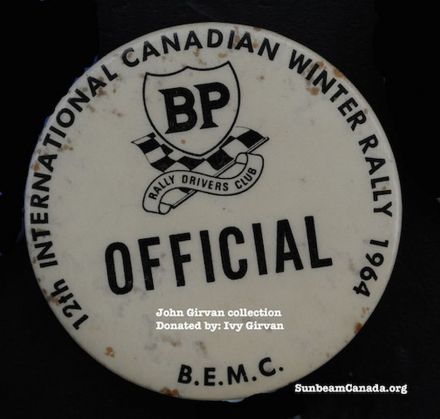 12th INTERNATIONAL CANADIAN WINTER RALLY 1964
BP
RALLY DRIVERS CLUB
OFFICIAL
John Girvan collection
Donated by: Ivy Girvan
B.E.M.C.
SunbeamCanada.org